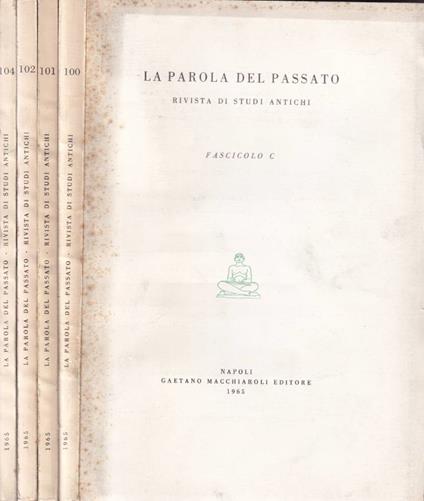 104
LA PAROLA DEL PASSATO - RIVISTA DI STUDI ANTICHI
1965
102
LA PAROLA DEL PASSATO - RIVISTA DI STUDI ANTICHI
1965
101
LA PAROLA DEL PASSATO - RIVISTA DI STUDI ANTICHI
1965
100
LA PAROLA DEL PASSATO - RIVISTA DI STUDI ANTICHI
1965
LA PAROLA DEL PASSATO
RIVISTA DI STUDI ANTICHI
FASCICOLO C
NAPOLI
GAETANO MACCHIAROLI EDITORE
1965